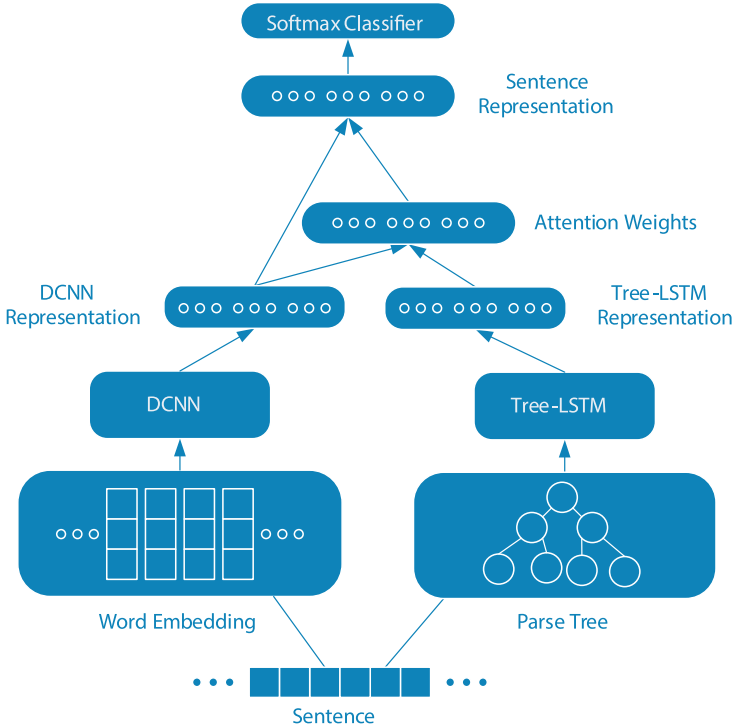 Softmax Classifier
Sentence
Representation
Attention Weights
DCNN
Representation
Tree-LSTM
Representation
DCNN
Tree-LSTM
Word Embedding
Parse Tree
Sentence